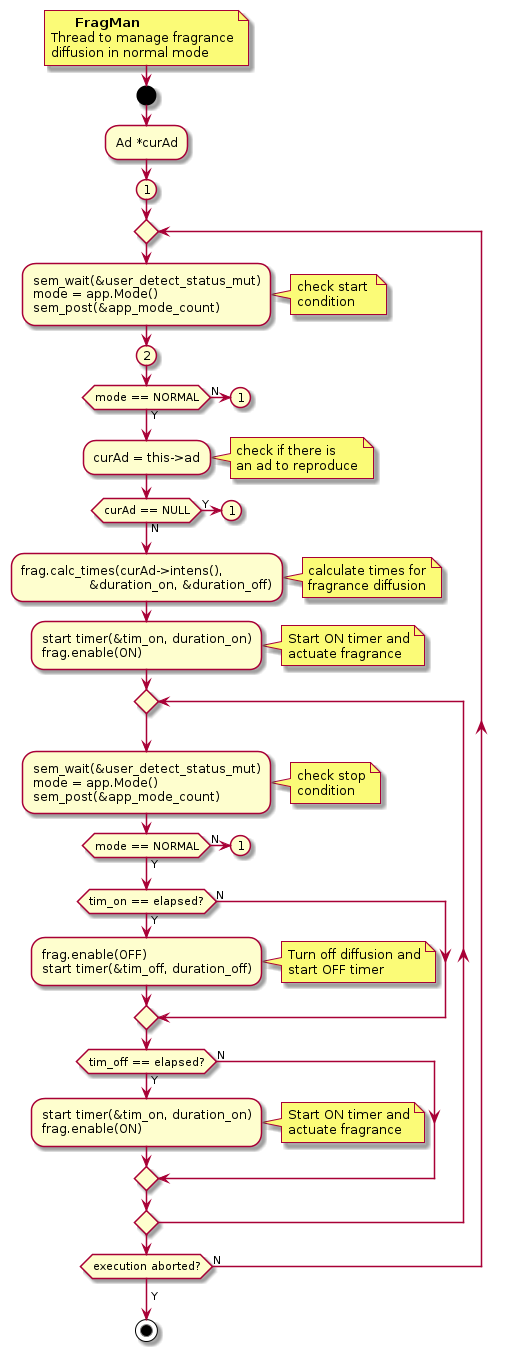 FragMan
Thread to manage fragrance
diffusion in normal mode
Ad *curAd
1
sem_wait(&user_detect_status_mut)
mode = app.Mode()
sem_post(&app_mode_count)
check start
condition
2
mode == NORMAL
N
1
Y
curAd = this->ad
check if there is
an ad to reproduce
curAd == NULL
Y
1
N
frag.calc_times(curAd->intens(),
&duration_on, &duration_off)
calculate times for
fragrance diffusion
start timer(&tim_on, duration_on)
frag.enable(ON)
Start ON timer and
actuate fragrance
sem_wait(&user_detect_status_mut)
mode = app.Mode()
sem_post(&app_mode_count)
check stop
condition
mode == NORMAL
N
1
Y
tim_on == elapsed?
N
Y
frag.enable(OFF)
start timer(&tim_off, duration_off)
Turn off diffusion and
start OFF timer
tim_off == elapsed?
N
Y
start timer(&tim_on, duration_on)
frag.enable(ON)
Start ON timer and
actuate fragrance
execution aborted?
N
Y